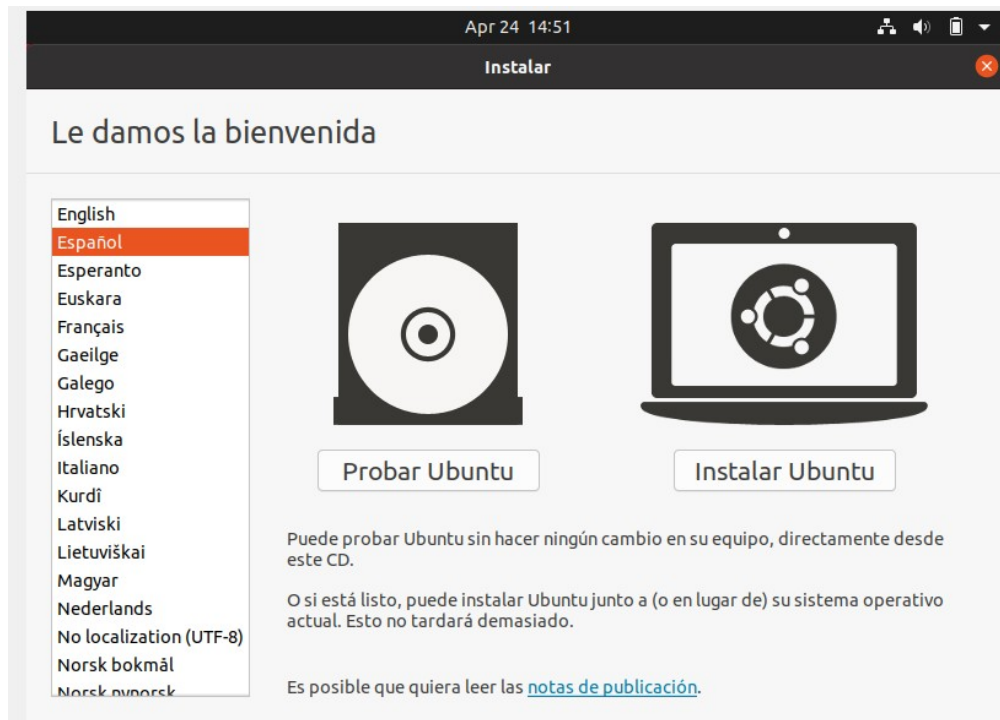 Apr 24 14:51
Instalar
Le damos la bienvenida
English
Español
Esperanto
Euskara
Français
Gaeilge
Galego
Hrvatski
Íslenska
Italiano
Kurdî
Latviski
Lietuviškai
Magyar
Nederlands
No localization (UTF-8)
Norsk bokmål
Norsk nynorsk
Probar Ubuntu
Instalar Ubuntu
Puede probar Ubuntu sin hacer ningún cambio en su equipo, directamente desde
este CD.
O si está listo, puede instalar Ubuntu junto a (o en lugar de) su sistema operativo
actual. Esto no tardará demasiado.
Es posible que quiera leer las notas de publicación.